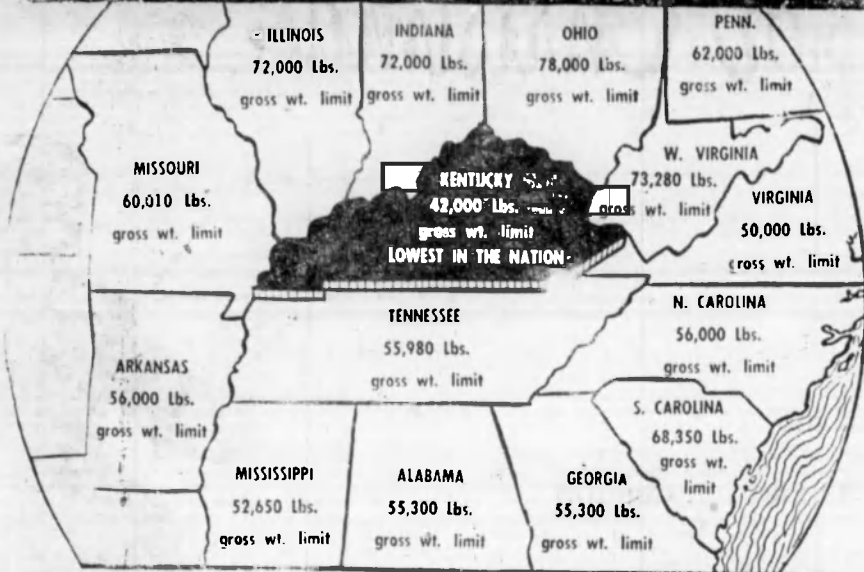 ILLINOIS
72,000 Lbs.
gross wt. limit
INDIANA
72,000 Lbs.
gross wt. limit
OHIO
78,000 Lbs.
gross wt. limit
PENN.
62,000 Lbs.
gross wt. limit
MISSOURI
60,010 Lbs.
gross wt. limit
KENTUCKY
42,000 Lbs.
gross wt. limit
LOWEST IN THE NATION
W. VIRGINIA
73,280 Lbs.
gross wt. limit
VIRGINIA
50,000 Lbs.
gross wt. limit
TENNESSEE
55,980 Lbs.
gross wt. limit
N. CAROLINA
56,000 Lbs.
gross wt. limit
ARKANSAS
56,000 Lbs.
gross wt. limit
S. CAROLINA
68,350 Lbs.
gross wt.
limit
MISSISSIPPI
52,650 Lbs.
gross wt. limit
ALABAMA
55,300 Lbs.
gross wt. limit
GEORGIA
55,300 Lbs.
gross wt. limit